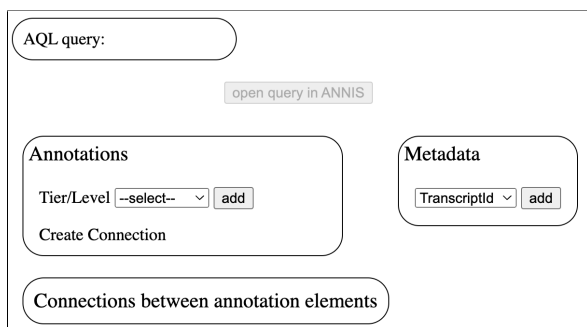 AQL query:
open query in ANNIS
Annotations
Tier/Level --select-- add
Create Connection
Metadata
TranscriptId add
Connections between annotation elements